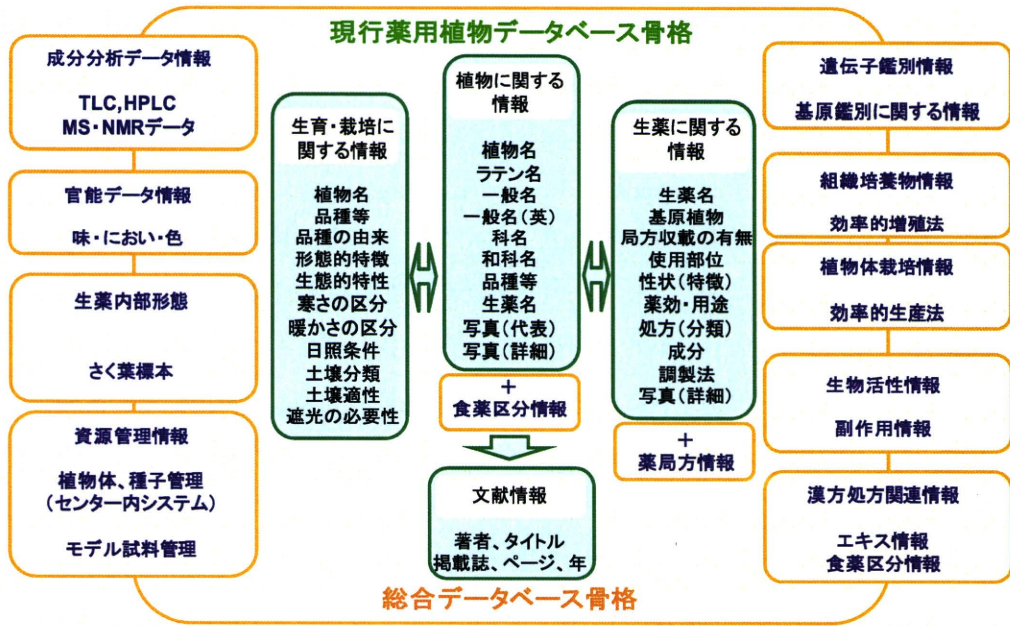 現行薬用植物データベース骨格
成分分析データ情報
TLC,HPLC
MS・NMRデータ
官能データ情報
味・におい・色
生薬内部形態
さく葉標本
資源管理情報
植物体、種子管理
(センター内システム)
モデル試料管理
生育・栽培に
関する情報
植物名
品種等
品種の由来
形態的特徴
生態的特性
寒さの区分
暖かさの区分
日照条件
土壌分類
土壌適性
遮光の必要性
植物に関する
情報
植物名
ラテン名
一般名
一般名(英)
科名
和科名
品種等
生薬名
写真(代表)
写真(詳細)
+
食薬区分情報
文献情報
著者、タイトル
掲載誌、ページ、年
生薬に関する
情報
生薬名
基原植物
局方収載の有無
使用部位
性状(特徴)
薬効・用途
処方(分類)
成分
調製法
写真(詳細)
+
薬局方情報
遺伝子鑑別情報
基原鑑別に関する情報
組織培養物情報
効率的増殖法
植物体栽培情報
効率的生産法
生物活性情報
副作用情報
漢方処方関連情報
エキス情報
食薬区分情報
総合データベース骨格